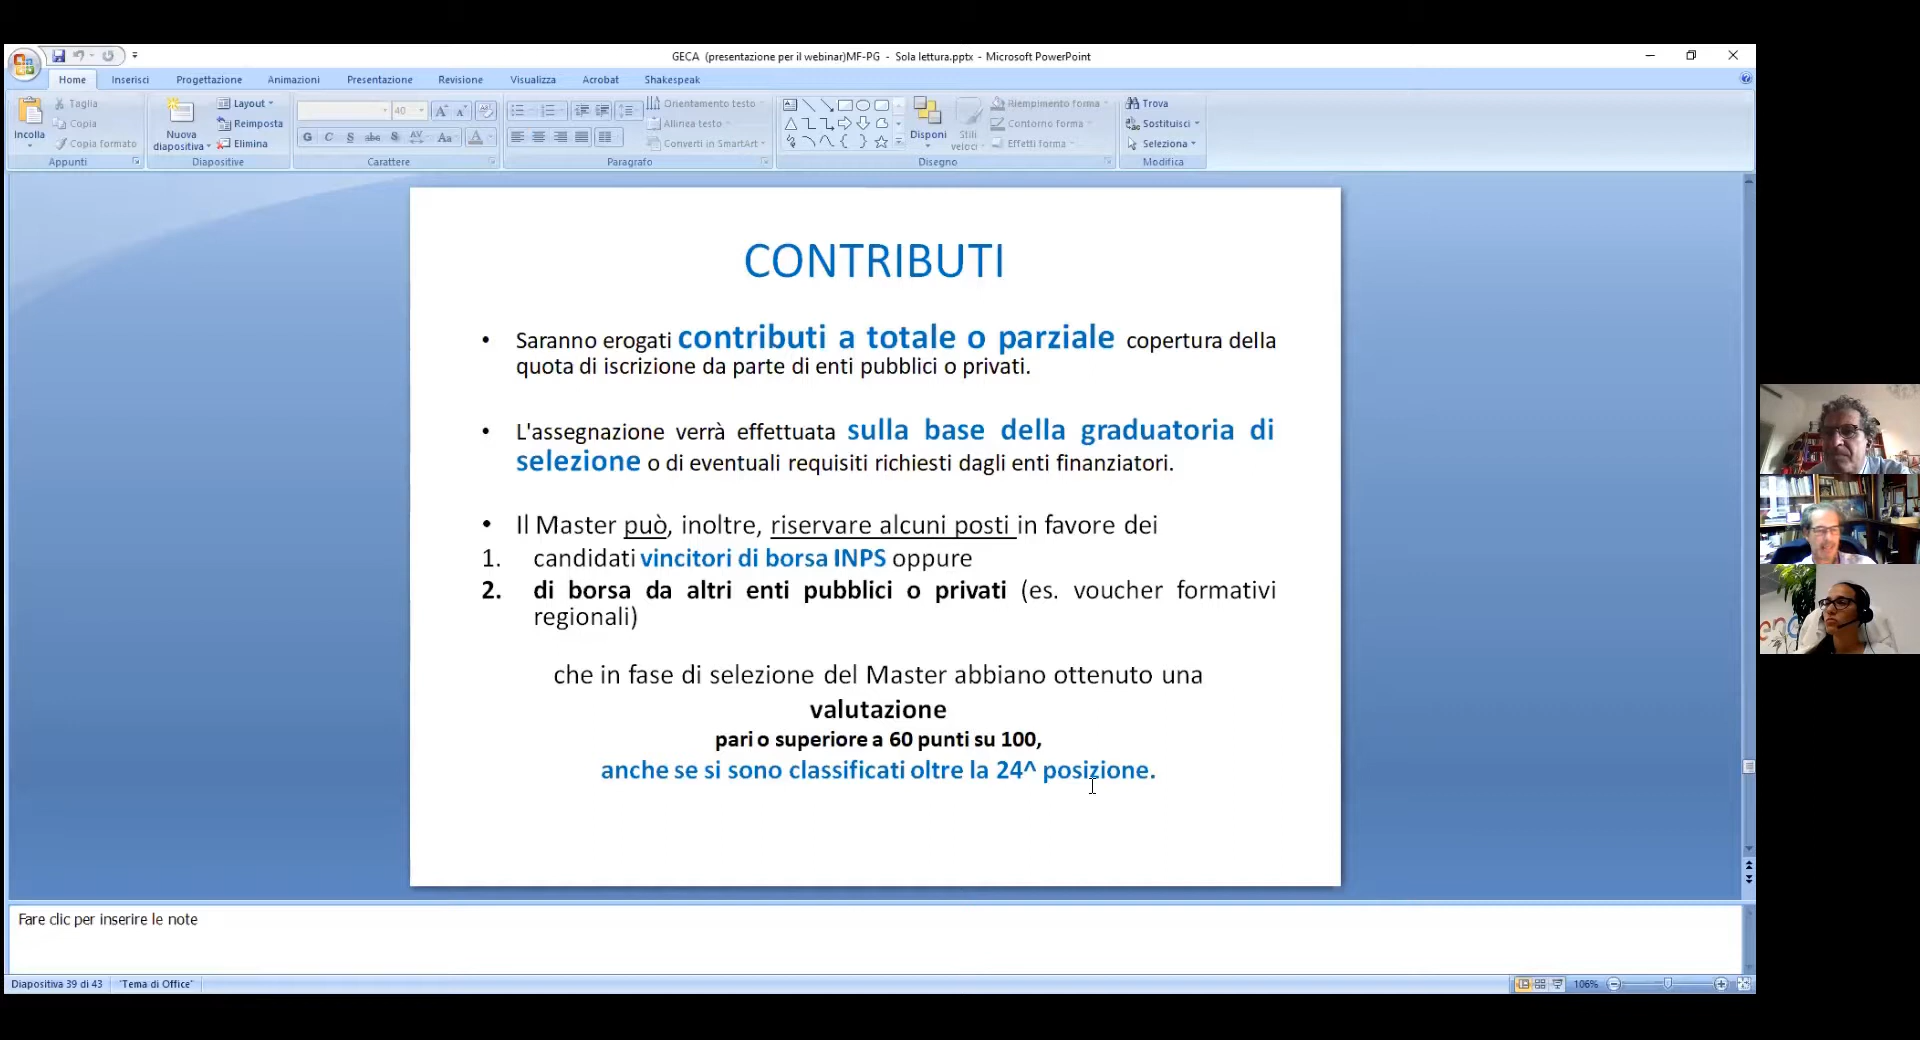 GECA (presentazione per il webinar)MF-PG - Sola lettura.pptx - Microsoft PowerPoint
Home Inserisci Progettazione Animazioni Presentazione Revisione Visualizza Acrobat Shakespeak
Incolla
Taglia
Copia
Copia formato
Appunti
Nuova
diapositiva
Layout
Reimposta
Elimina
Diapositive
40
G C S abc S AV Aa A
Carattere
Orientamento testo
Allinea testo
Converti in SmartArt
Paragrafo
Disponi
Stili
veloci
Riempimento forma
Contorno forma
Effetti forma
Disegno
Trova
Sostituisci
Seleziona
Modifica
CONTRIBUTI
• Saranno erogati contributi a totale o parziale copertura della
quota di iscrizione da parte di enti pubblici o privati.
• L'assegnazione verrà effettuata sulla base della graduatoria di
selezione o di eventuali requisiti richiesti dagli enti finanziatori.
• Il Master può, inoltre, riservare alcuni posti in favore dei
1. candidati vincitori di borsa INPS oppure
2. di borsa da altri enti pubblici o privati (es. voucher formativi
regionali)
che in fase di selezione del Master abbiano ottenuto una
valutazione
pari o superiore a 60 punti su 100,
anche se si sono classificati oltre la 24^ posizione.
Fare clic per inserire le note
Diapositiva 39 di 43 "Tema di Office" 106%